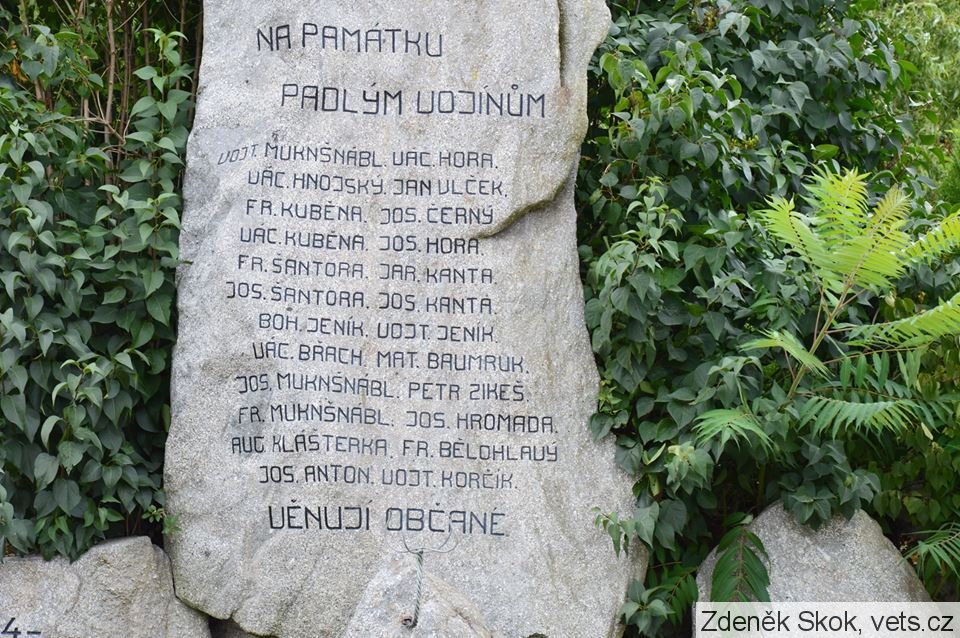 NA PAMÁTKU
PADLÝM VOJÍNŮM
VOJT. MUKNŠNÁBL. VÁC. HORA.
VÁC. HNOJSKÝ. JAN VLČEK.
FR. KUBĚNA. JOS. ČERNÝ
VÁC. KUBĚNA. JOS. HORA.
FR. ŠANTORA. JAR. KANTA.
JOS. ŠANTORA. JOS. KANTA.
BOH. JENÍK. VOJT. JENÍK.
VÁC. BŘACH. MAT. BAUMRUK.
JOS. MUKNŠNÁBL. PETR ZIKEŠ.
FR. MUKNŠNÁBL. JOS. HROMADA.
AUG. KLÁŠTERKA. FR. BĚLOHLAVÝ
JOS. ANTON. VOJT. KORČÍK.
VĚNUJÍ OBČANÉ.
4-
Zdeněk Skok, vets.cz